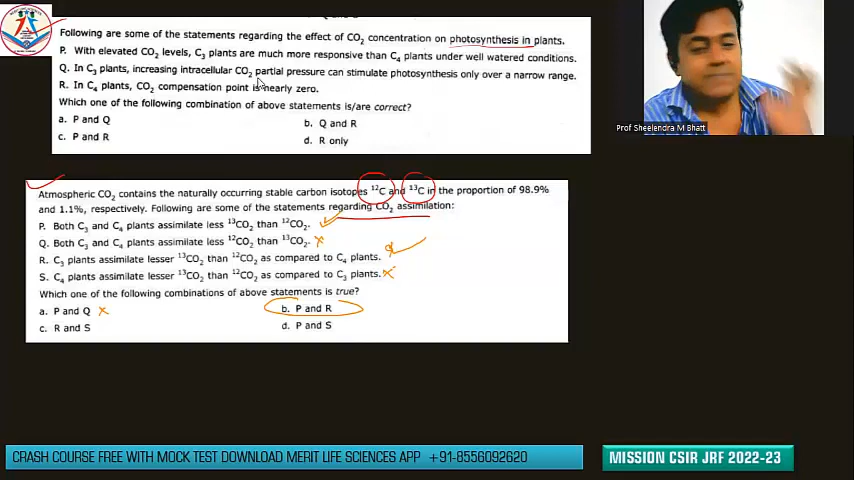 Following are some of the statements regarding the effect of CO₂ concentration on photosynthesis in plants.
P. With elevated CO₂ levels, C₃ plants are much more responsive than C₄ plants under well watered conditions.
Q. In C₃ plants, increasing intracellular CO₂ partial pressure can stimulate photosynthesis only over a narrow range.
R. In C₄ plants, CO₂ compensation point is nearly zero.
Which one of the following combination of above statements is/are correct?
a. P and Q
b. Q and R
c. P and R
d. R only
Prof Sheelendra M Bhatt
Atmospheric CO₂ contains the naturally occurring stable carbon isotopes ¹²C and ¹³C in the proportion of 98.9%
and 1.1%, respectively. Following are some of the statements regarding CO₂ assimilation:
P. Both C₃ and C₄ plants assimilate less ¹³CO₂ than ¹²CO₂.
Q. Both C₃ and C₄ plants assimilate less ¹²CO₂ than ¹³CO₂.
R. C₃ plants assimilate lesser ¹³CO₂ than ¹²CO₂ as compared to C₄ plants.
S. C₄ plants assimilate lesser ¹³CO₂ than ¹²CO₂ as compared to C₃ plants.
Which one of the following combinations of above statements is true?
a. P and Q
b. P and R
c. R and S
d. P and S
CRASH COURSE FREE WITH MOCK TEST DOWNLOAD MERIT LIFE SCIENCES APP +91-8556092620
MISSION CSIR JRF 2022-23